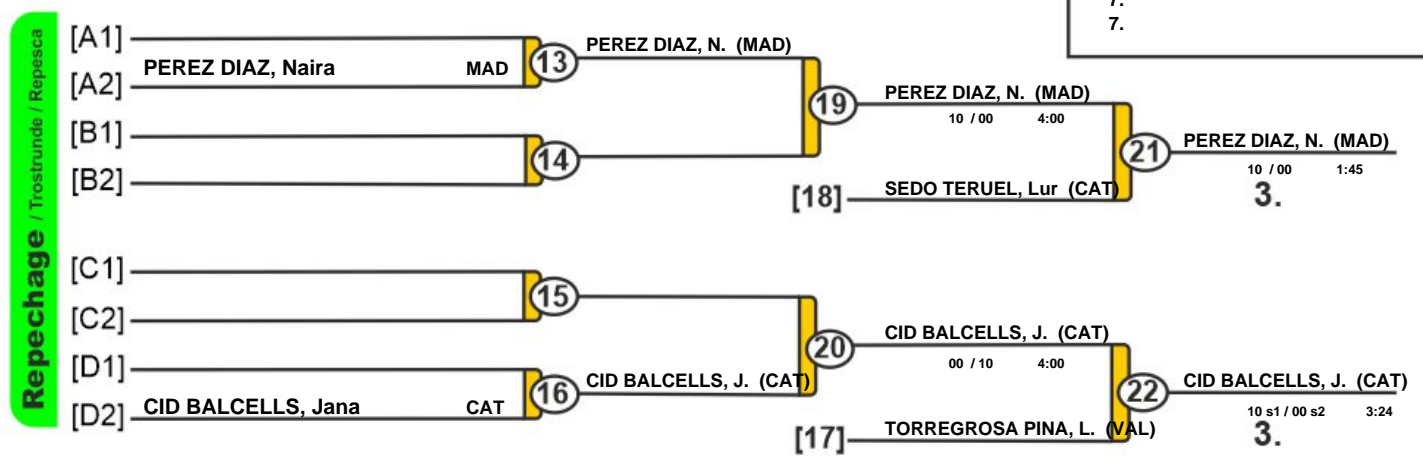 7.
7.
Repechage / Trostrunde / Repesca
[A1]
PEREZ DIAZ, Naira MAD
[A2]
13
PEREZ DIAZ, N. (MAD)
[B1]
[B2]
14
19
PEREZ DIAZ, N. (MAD)
10 / 00 4:00
[18]
SEDO TERUEL, Lur (CAT)
21
PEREZ DIAZ, N. (MAD)
10 / 00 1:45
3.
[C1]
[C2]
15
[D1]
[D2]
CID BALCELLS, Jana CAT
16
CID BALCELLS, J. (CAT)
20
CID BALCELLS, J. (CAT)
00 / 10 4:00
[17]
TORREGROSA PINA, L. (VAL)
22
CID BALCELLS, J. (CAT)
10 s1 / 00 s2 3:24
3.